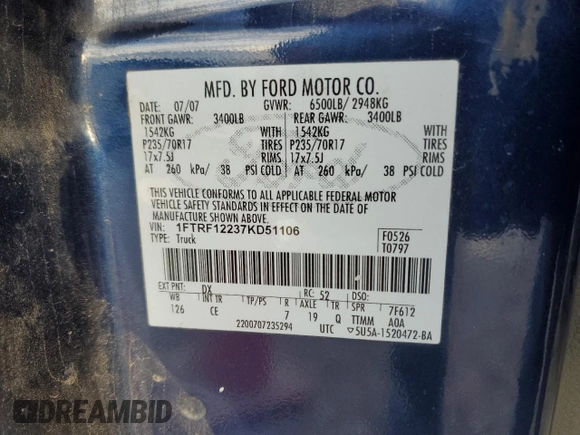 MFD. BY FORD MOTOR CO.
DATE: 07/07 GVWR: 6500LB/ 2948KG
FRONT GAWR: 3400LB REAR GAWR: 3400LB
1542KG WITH 1542KG WITH
P235/70R17 TIRES P235/70R17 TIRES
17x7.5J RIMS 17x7.5J RIMS
AT 260 kPa/ 38 PSI COLD AT 260 kPa/ 38 PSI COLD
THIS VEHICLE CONFORMS TO ALL APPLICABLE FEDERAL MOTOR
VEHICLE SAFETY STANDARDS IN EFFECT ON THE DATE OF
MANUFACTURE SHOWN ABOVE.
VIN: 1FTRF12237KD51106 F0526
TYPE: Truck T0797
EXT PNT: DX RC: 52 DSO:
WB INT TR TP/PS R AXLE TR SPR 7F612
126 CE 7 19 Q TTMM A0A
2200707235294 UTC 5U5A-1520472-BA
DREAMBID